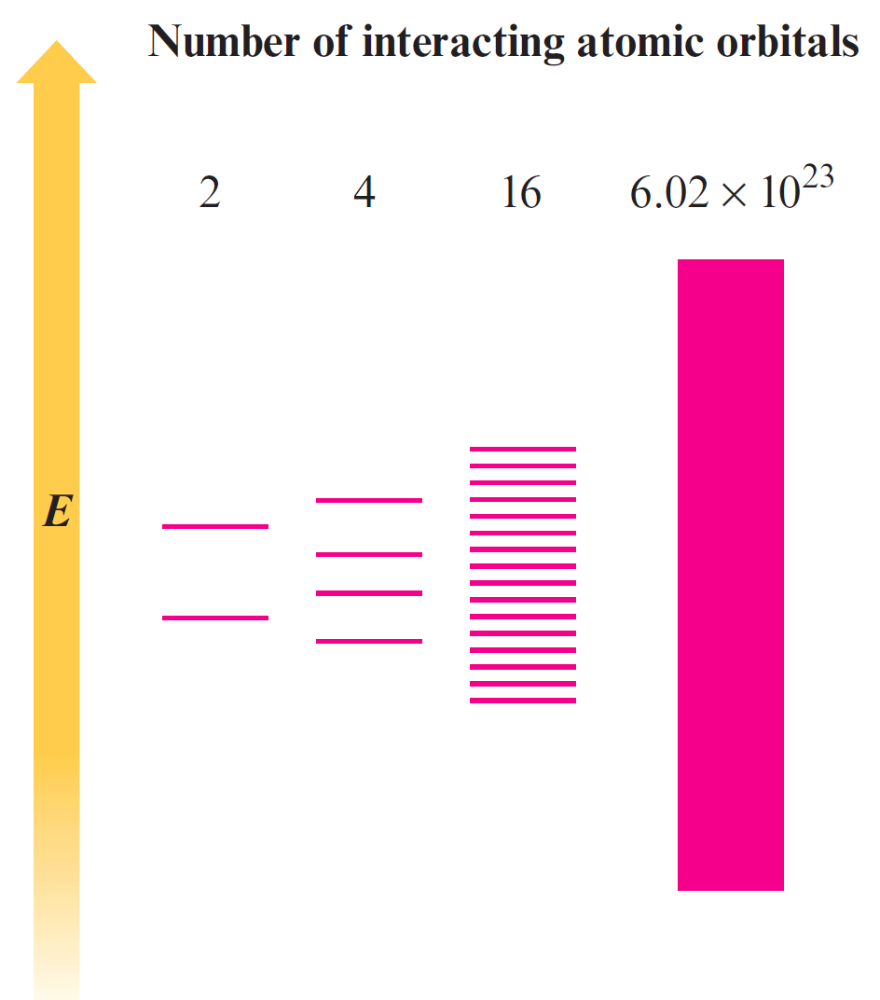 Number of interacting atomic orbitals
2 4 16 6.02 × 10²³
E